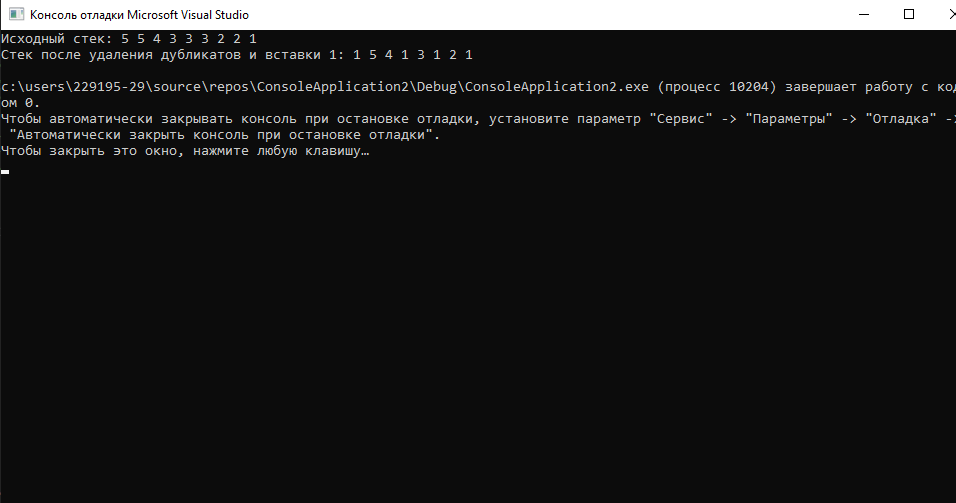 Консоль отладки Microsoft Visual Studio
Исходный стек: 5 5 4 3 3 3 2 2 1
Стек после удаления дубликатов и вставки 1: 1 5 4 1 3 1 2 1
c:\users\229195-29\source\repos\ConsoleApplication2\Debug\ConsoleApplication2.exe (процесс 10204) завершает работу с код
ом 0.
Чтобы автоматически закрывать консоль при остановке отладки, установите параметр "Сервис" -> "Параметры" -> "Отладка" ->
"Автоматически закрыть консоль при остановке отладки".
Чтобы закрыть это окно, нажмите любую клавишу…